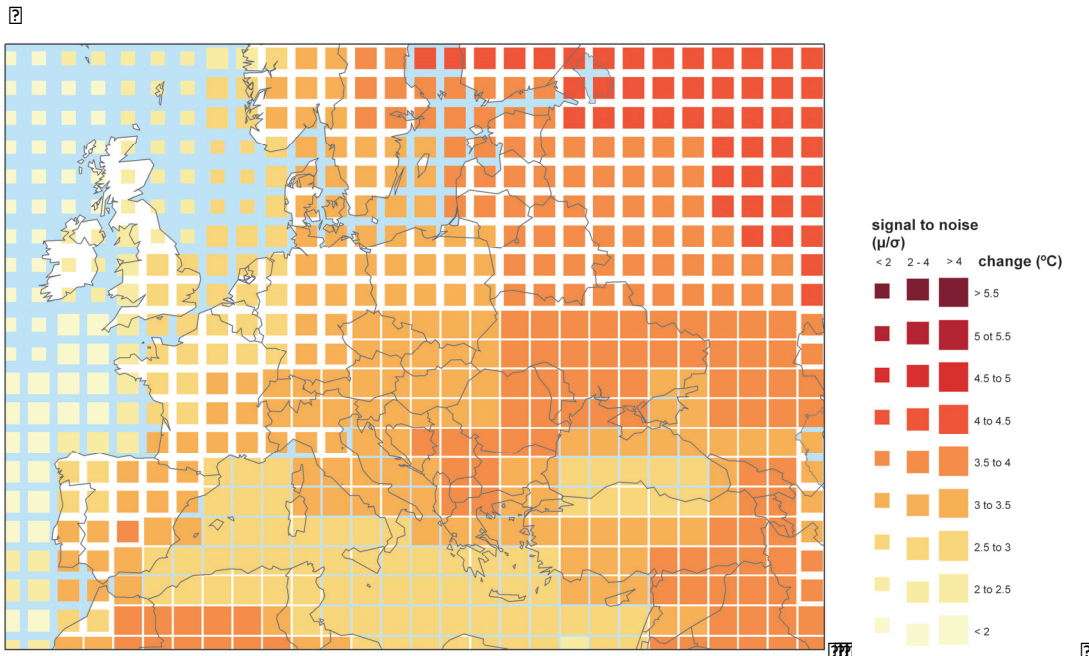 signal to noise
(μ/σ)
< 2 2 - 4 > 4 change (ºC)
> 5.5
5 ot 5.5
4.5 to 5
4 to 4.5
3.5 to 4
3 to 3.5
2.5 to 3
2 to 2.5
< 2